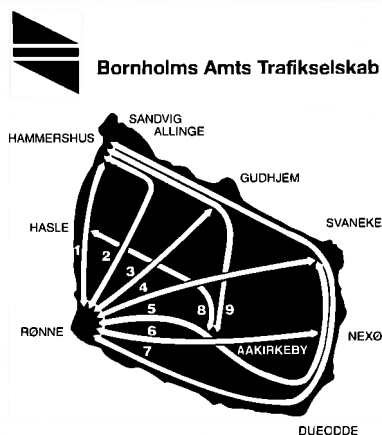 Bornholms Amts Trafikselskab
SANDVIG
ALLINGE
HAMMERSHUS
GUDHJEM
SVANEKE
HASLE
1
2
3
4
5
8
9
RØNNE
6
7
AAKIRKEBY
NEXØ
DUEODDE